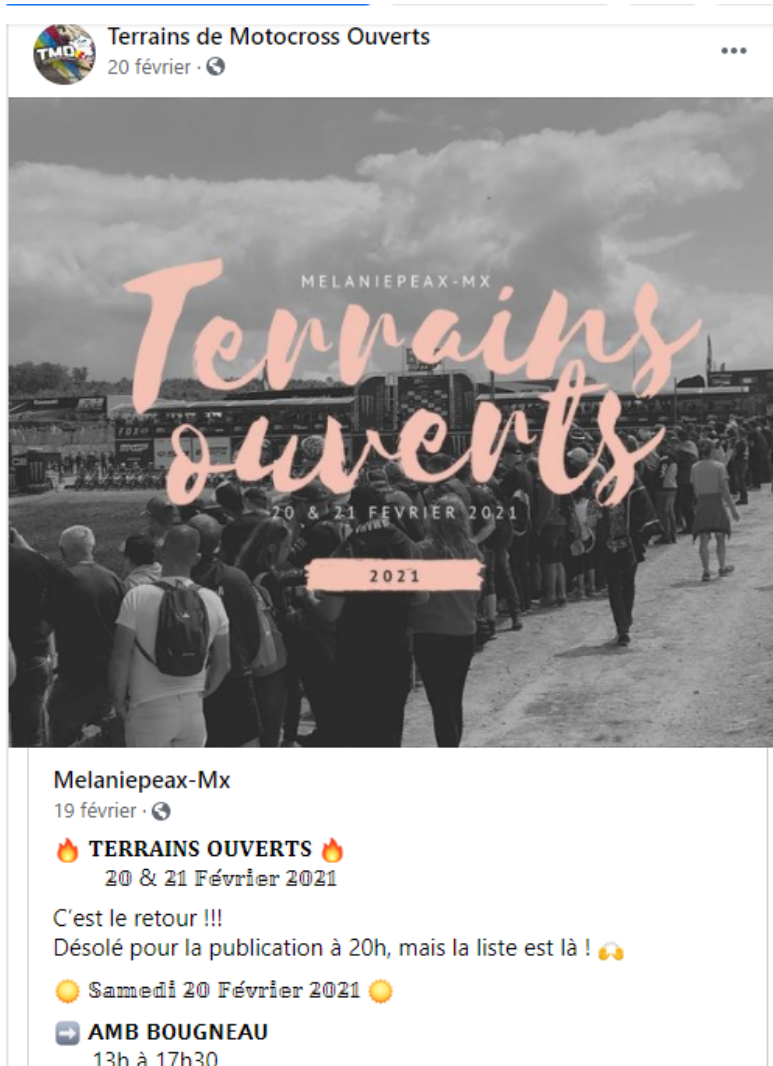 Terrains de Motocross Ouverts
TMO
20 février ·
MELANIEPEAX-MX
Terrains
ouverts
FOX
20 & 21 FEVRIER 2021
2021
Melaniepeax-Mx
19 février ·
🔥 TERRAINS OUVERTS 🔥
20 & 21 Février 2021
C'est le retour !!!
Désolé pour la publication à 20h, mais la liste est là ! 🙌
☀️ Samedi 20 Février 2021 ☀️
➡️ AMB BOUGNEAU
13h à 17h30